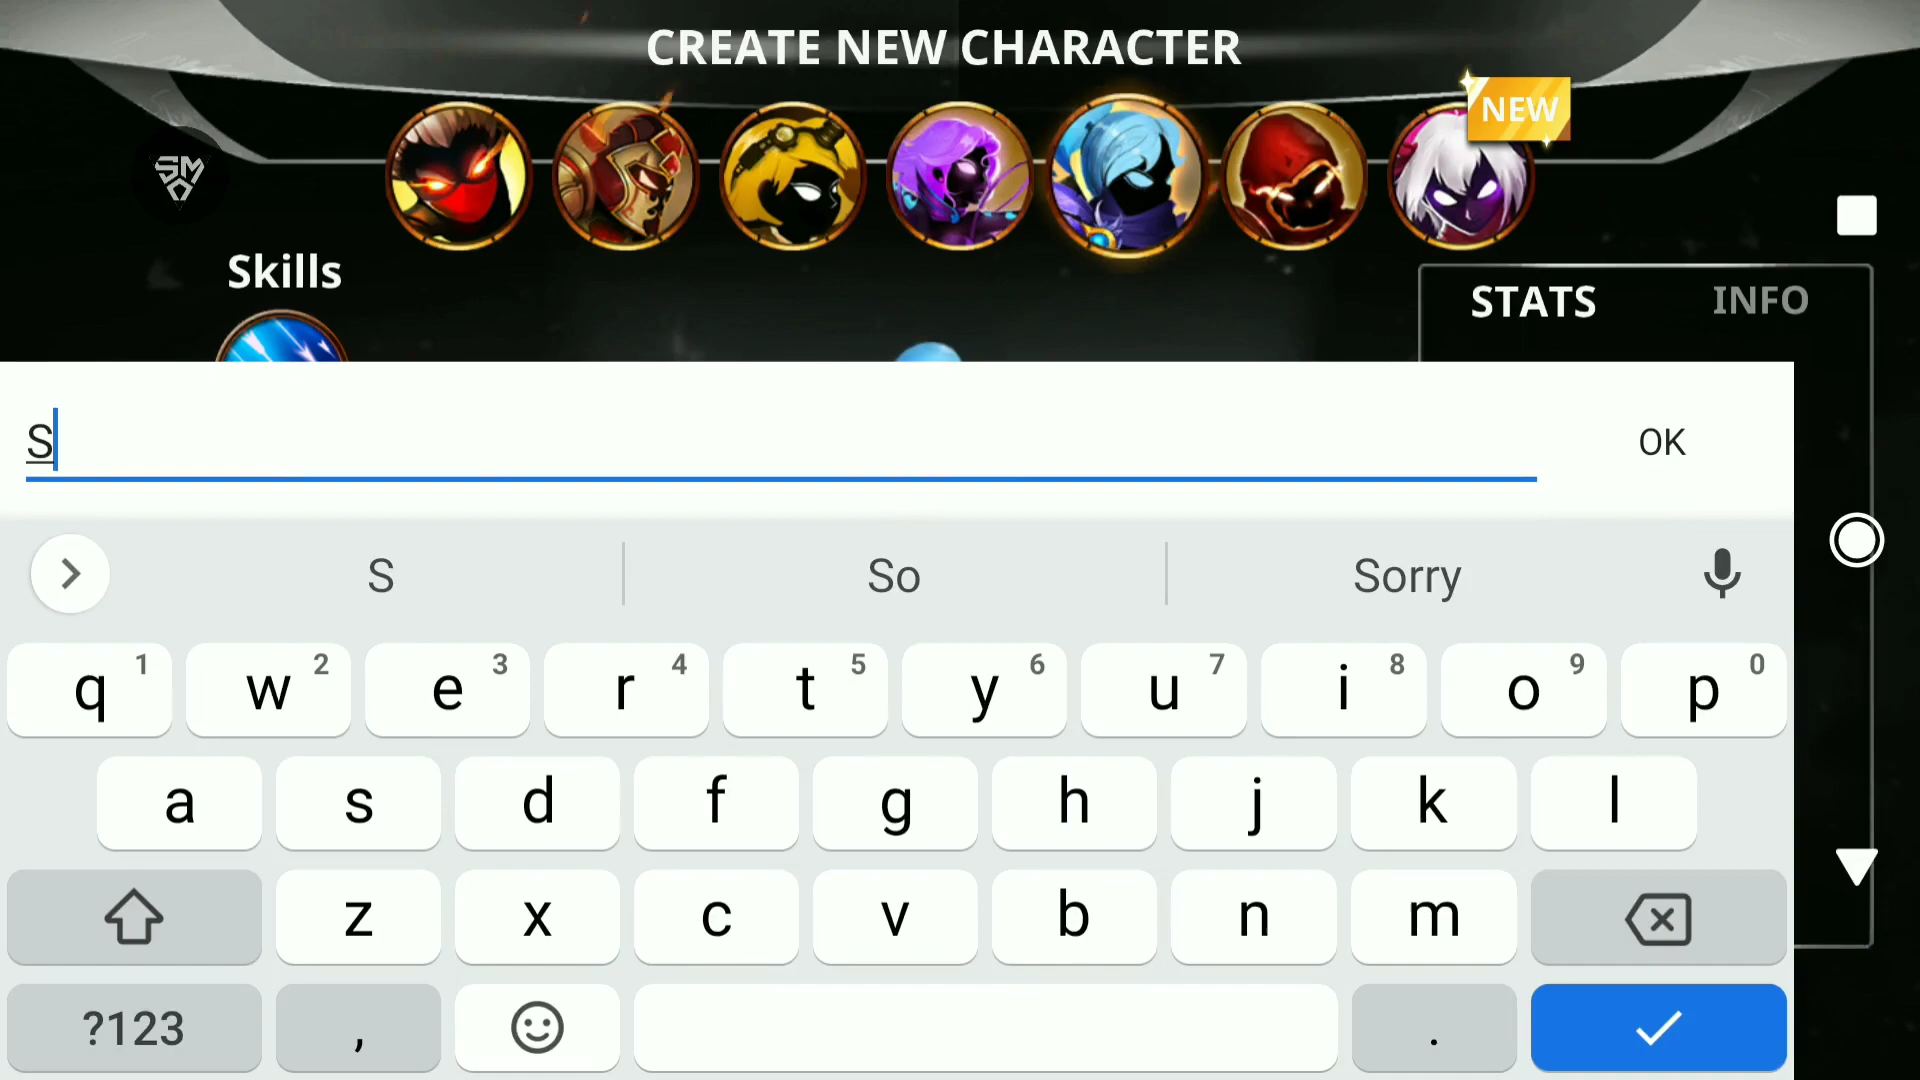 CREATE NEW CHARACTER
NEW
SMO
Skills
STATS INFO
S
OK
S So Sorry
q 1 w 2 e 3 r 4 t 5 y 6 u 7 i 8 o 9 p 0
a s d f g h j k l
z x c v b n m
?123 , .